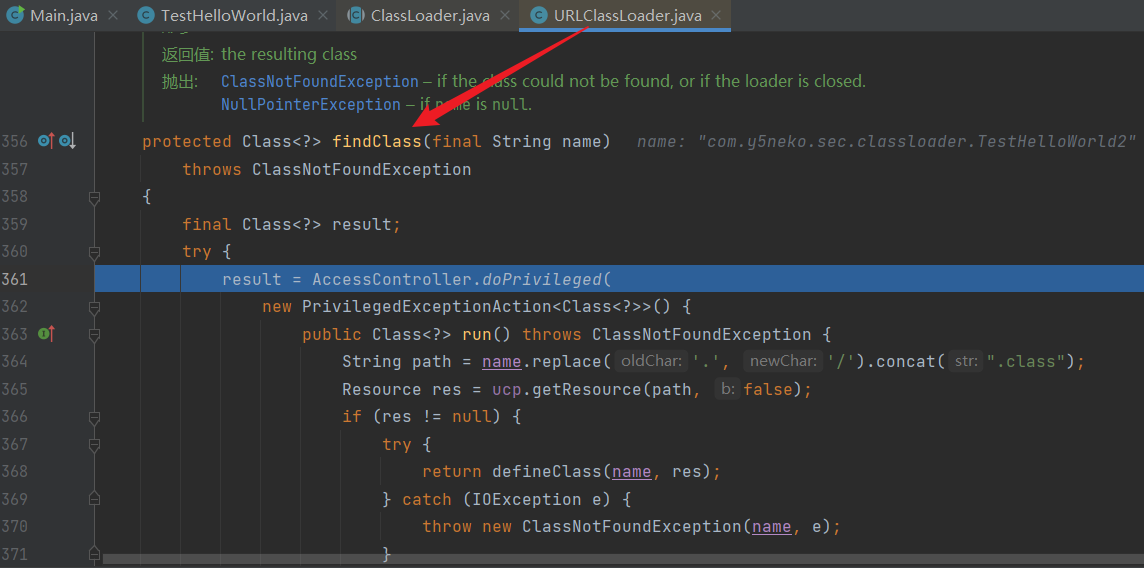 Main.java
TestHelloWorld.java
ClassLoader.java
URLClassLoader.java
返回值: the resulting class
抛出: ClassNotFoundException – if the class could not be found, or if the loader is closed.
NullPointerException – if name is null.
356 protected Class<?> findClass(final String name) name: "com.y5neko.sec.classloader.TestHelloWorld2"
357 throws ClassNotFoundException
358 {
359 final Class<?> result;
360 try {
361 result = AccessController.doPrivileged(
362 new PrivilegedExceptionAction<Class<?>>() {
363 public Class<?> run() throws ClassNotFoundException {
364 String path = name.replace( oldChar: '.', newChar: '/').concat( str: ".class");
365 Resource res = ucp.getResource(path, b: false);
366 if (res != null) {
367 try {
368 return defineClass(name, res);
369 } catch (IOException e) {
370 throw new ClassNotFoundException(name, e);
371 }